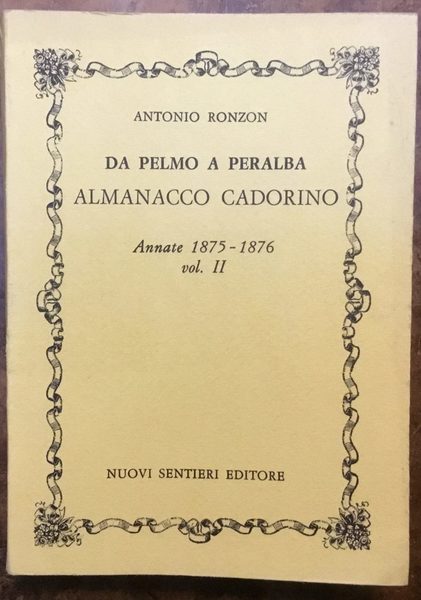 ANTONIO RONZON
DA PELMO A PERALBA
ALMANACCO CADORINO
Annate 1875-1876
vol. II
NUOVI SENTIERI EDITORE